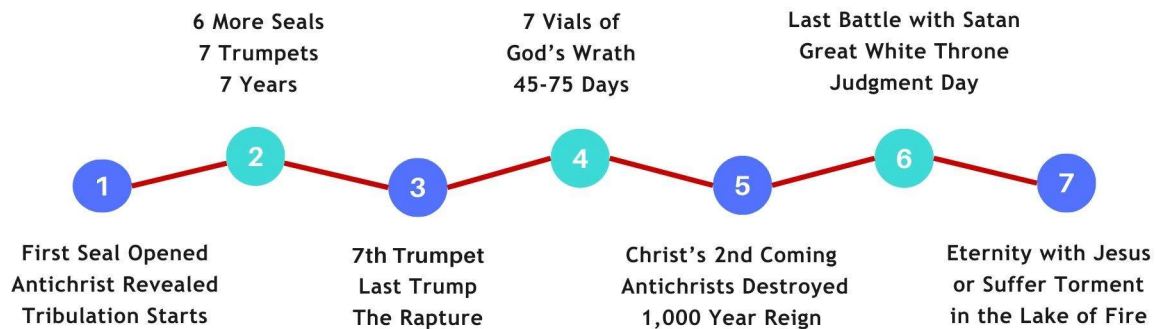 6 More Seals
7 Trumpets
7 Years
7 Vials of
God's Wrath
45-75 Days
Last Battle with Satan
Great White Throne
Judgment Day
1
2
3
4
5
6
7
First Seal Opened
Antichrist Revealed
Tribulation Starts
7th Trumpet
Last Trump
The Rapture
Christ's 2nd Coming
Antichrists Destroyed
1,000 Year Reign
Eternity with Jesus
or Suffer Torment
in the Lake of Fire